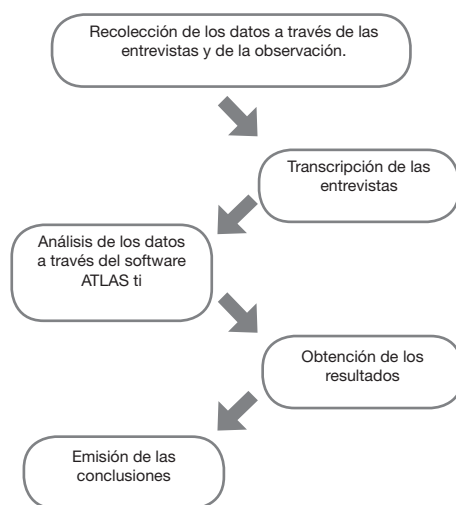 Recolección de los datos a través de las
entrevistas y de la observación.
Transcripción de las
entrevistas
Análisis de los datos
a través del software
ATLAS ti
Obtención de los
resultados
Emisión de las
conclusiones